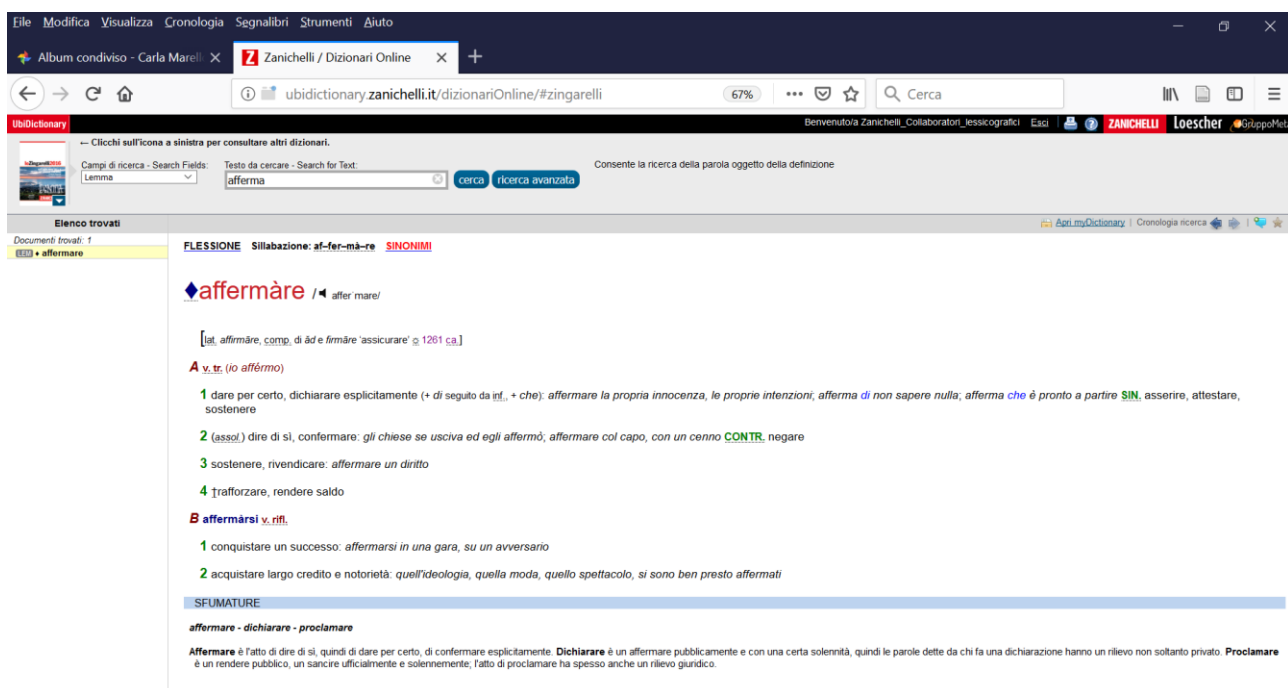 File Modifica Visualizza Cronologia Segnalibri Strumenti Aiuto
Album condiviso - Carla Marell
Zanichelli / Dizionari Online
ubidictionary.zanichelli.it/dizionariOnline/#zingarelli
67%
Cerca
UbiDictionary
Benvenuto/a Zanichelli_Collaboratori_lessicografici Esci
ZANICHELLI Loescher GruppoMeta
← Clicchi sull'icona a sinistra per consultare altri dizionari.
Campi di ricerca - Search Fields: Testo da cercare - Search for Text:
Consente la ricerca della parola oggetto della definizione
Lemma afferma cerca ricerca avanzata
Elenco trovati
Apri myDictionary | Cronologia ricerca
Documenti trovati: 1
LEM ♦ affermare
FLESSIONE Sillabazione: af–fer–mà–re SINONIMI
♦affermàre / afferˈmare/
[lat. affirmāre, comp. di ăd e firmāre 'assicurare' ☼ 1261 ca.]
A v. tr. (io afférmo)
1 dare per certo, dichiarare esplicitamente (+ di seguito da inf., + che): affermare la propria innocenza, le proprie intenzioni; afferma di non sapere nulla; afferma che è pronto a partire SIN. asserire, attestare,
sostenere
2 (assol.) dire di sì, confermare: gli chiese se usciva ed egli affermò; affermare col capo, con un cenno CONTR. negare
3 sostenere, rivendicare: affermare un diritto
4 †rafforzare, rendere saldo
B affermàrsi v. rifl.
1 conquistare un successo: affermarsi in una gara, su un avversario
2 acquistare largo credito e notorietà: quell'ideologia, quella moda, quello spettacolo, si sono ben presto affermati
SFUMATURE
affermare - dichiarare - proclamare
Affermare è l'atto di dire di sì, quindi di dare per certo, di confermare esplicitamente. Dichiarare è un affermare pubblicamente e con una certa solennità, quindi le parole dette da chi fa una dichiarazione hanno un rilievo non soltanto privato. Proclamare
è un rendere pubblico, un sancire ufficialmente e solennemente; l'atto di proclamare ha spesso anche un rilievo giuridico.